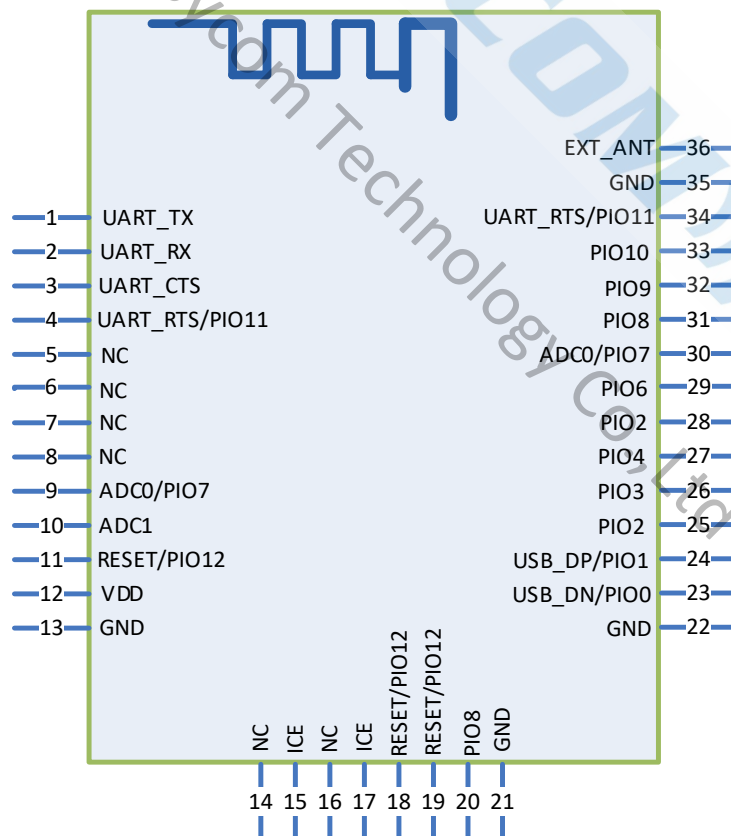 EXT_ANT 36
GND 35
1 UART_TX
UART_RTS/PIO11 34
2 UART_RX
PIO10 33
3 UART_CTS
PIO9 32
4 UART_RTS/PIO11
PIO8 31
5 NC
ADC0/PIO7 30
6 NC
PIO6 29
7 NC
PIO2 28
8 NC
PIO4 27
9 ADC0/PIO7
PIO3 26
10 ADC1
PIO2 25
11 RESET/PIO12
USB_DP/PIO1 24
12 VDD
USB_DN/PIO0 23
13 GND
GND 22
NC ICE NC ICE RESET/PIO12 RESET/PIO12 PIO8 GND
14 15 16 17 18 19 20 21
ycom Technology Co., Ltd